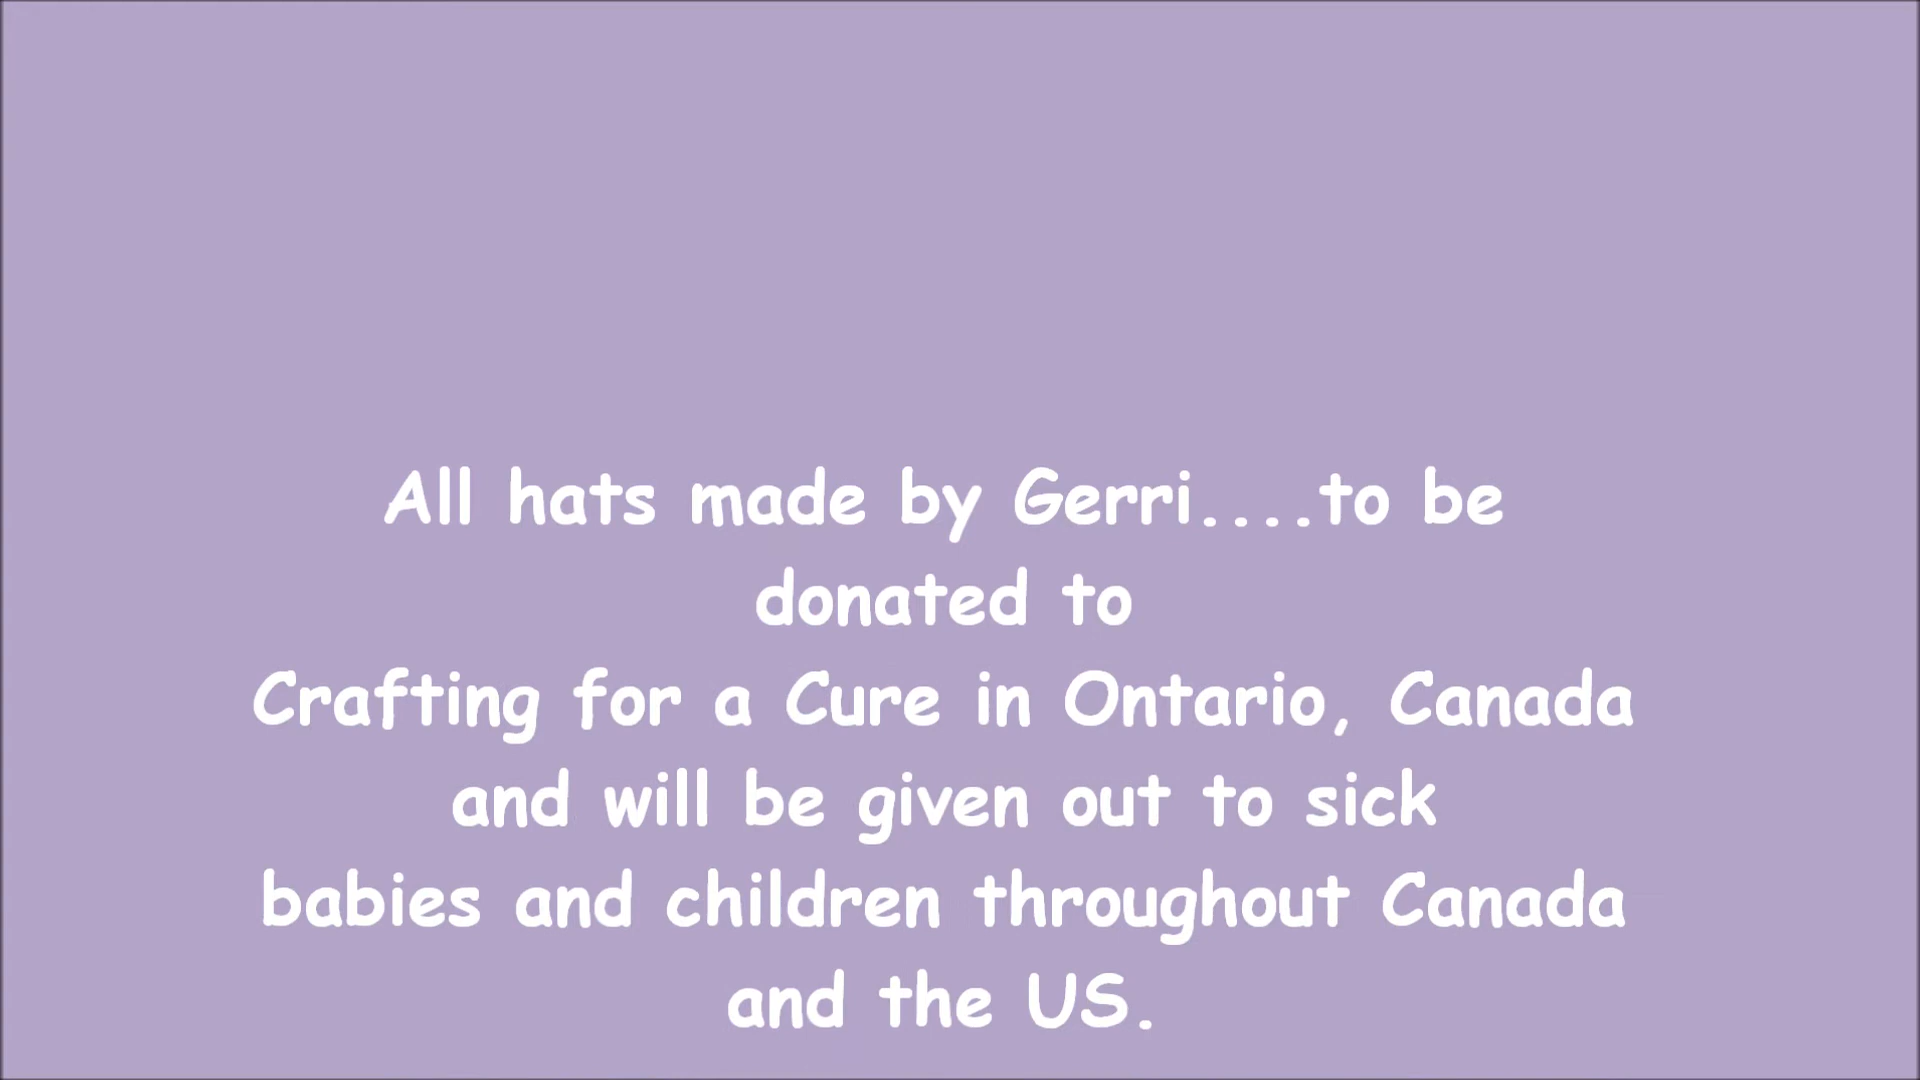 All hats made by Gerri....to be
donated to
Crafting for a Cure in Ontario, Canada
and will be given out to sick
babies and children throughout Canada
and the US.